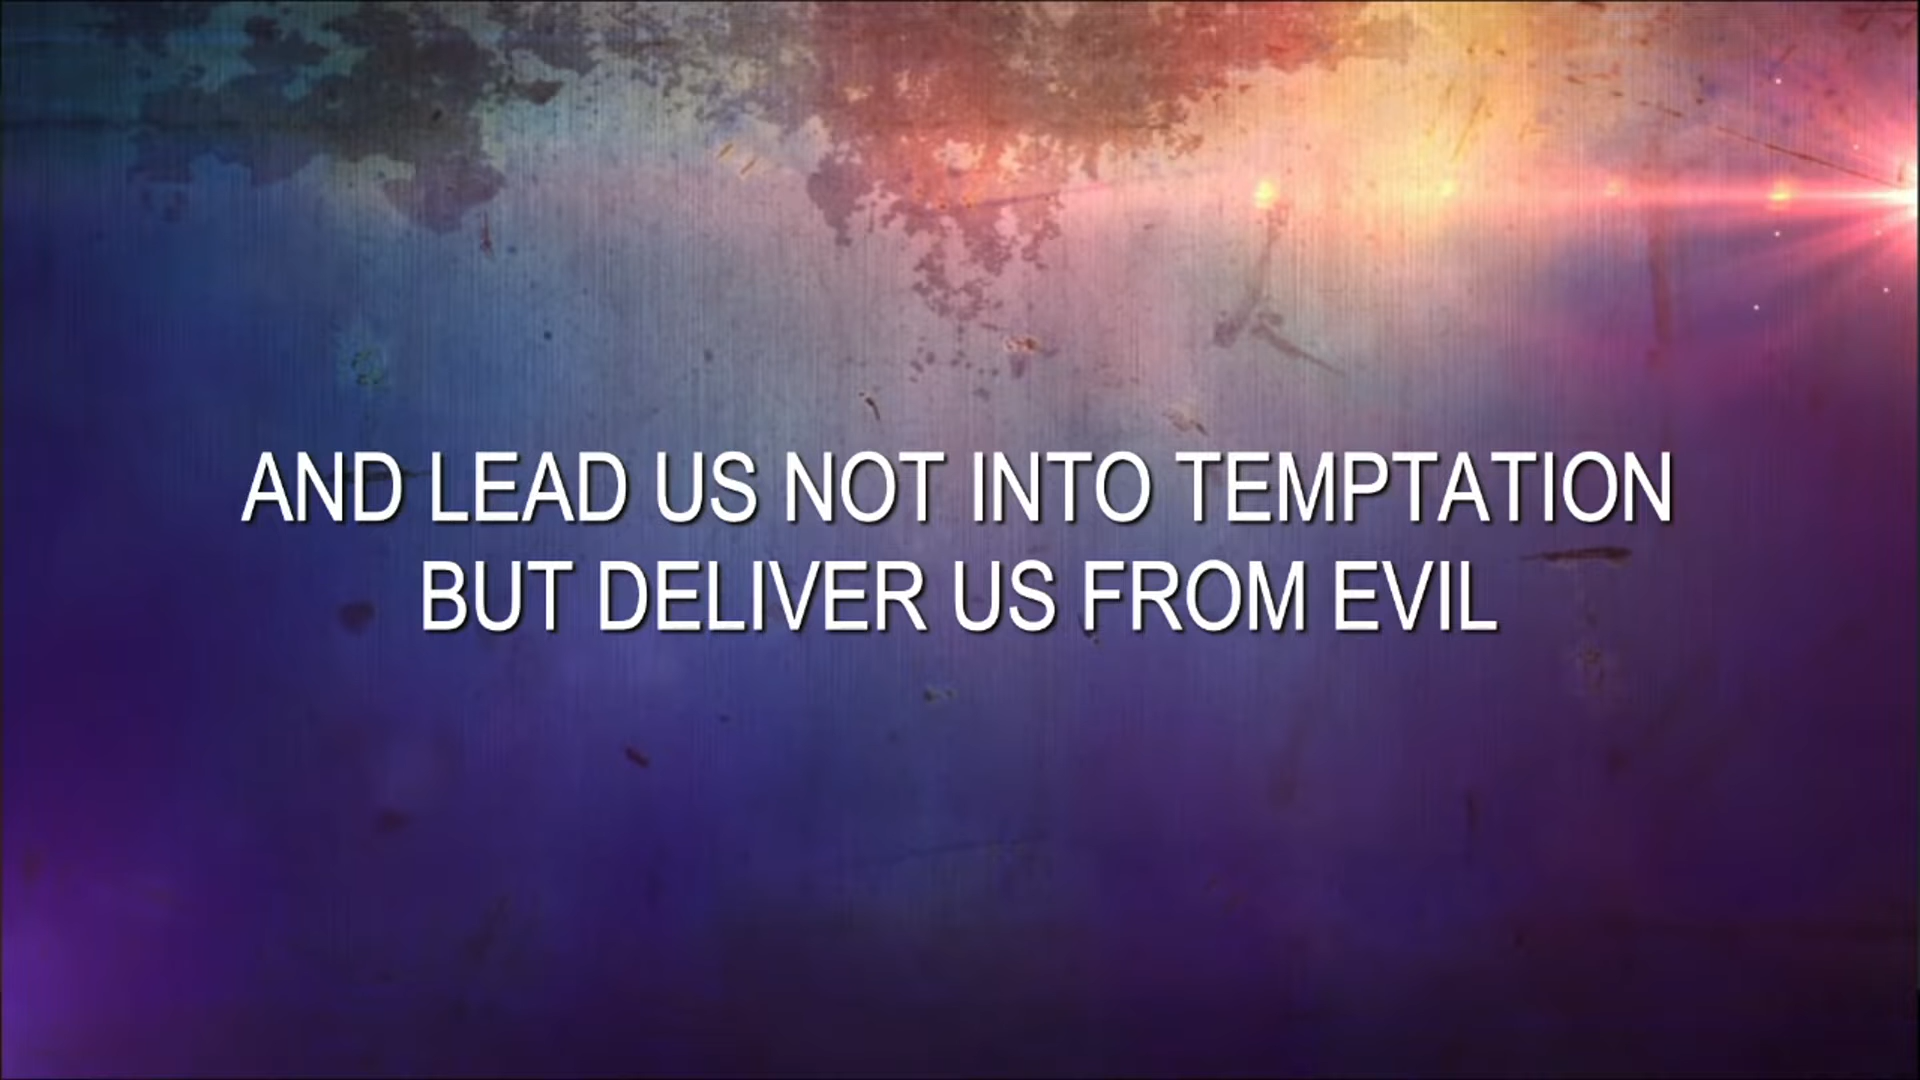 AND LEAD US NOT INTO TEMPTATION
BUT DELIVER US FROM EVIL